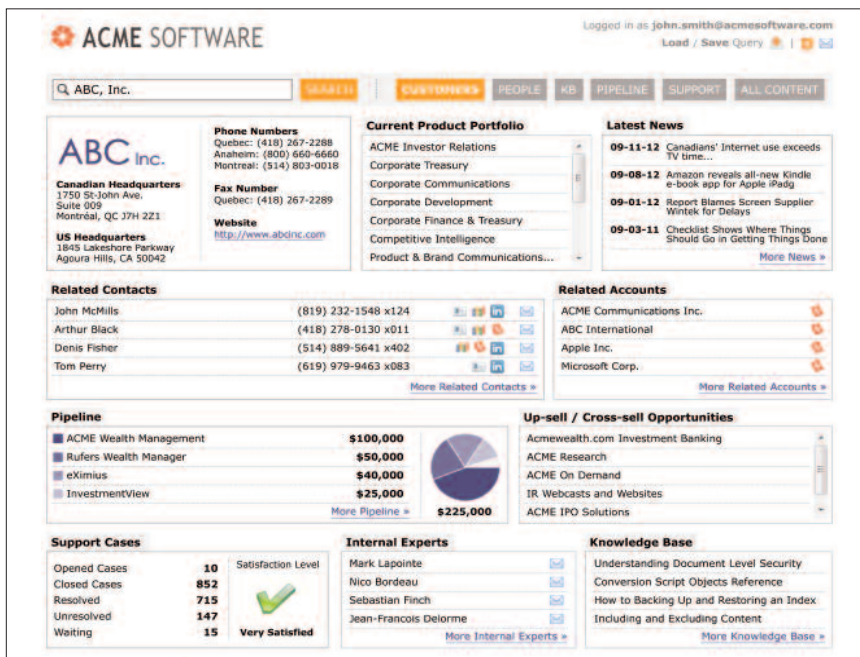 Logged in as john.smith@acmesoftware.com
ACME SOFTWARE
Load / Save Query |
ABC, Inc.
SEARCH
CUSTOMERS
PEOPLE
KB
PIPELINE
SUPPORT
ALL CONTENT
ABC Inc.
Canadian Headquarters
1750 St-John Ave.
Suite 009
Montréal, QC J7H 2Z1
US Headquarters
1845 Lakeshore Parkway
Agoura Hills, CA 50042
Phone Numbers
Quebec: (418) 267-2288
Anaheim: (800) 660-6660
Montreal: (514) 803-0018
Fax Number
Quebec: (418) 267-2289
Website
http://www.abcinc.com
Current Product Portfolio
ACME Investor Relations
Corporate Treasury
Corporate Communications
Corporate Development
Corporate Finance & Treasury
Competitive Intelligence
Product & Brand Communications...
Latest News
09-11-12 Canadians' Internet use exceeds
TV time...
09-08-12 Amazon reveals all-new Kindle
e-book app for Apple iPadg
09-01-12 Report Blames Screen Supplier
Wintek for Delays
09-03-11 Checklist Shows Where Things
Should Go in Getting Things Done
More News »
Related Contacts
John McMills (819) 232-1548 x124
Arthur Black (418) 278-0130 x011
Denis Fisher (514) 889-5641 x402
Tom Perry (619) 979-9463 x083
More Related Contacts »
Related Accounts
ACME Communications Inc.
ABC International
Apple Inc.
Microsoft Corp.
More Related Accounts »
Pipeline
ACME Wealth Management $100,000
Rufers Wealth Manager $50,000
eXimius $40,000
InvestmentView $25,000
More Pipeline »
$225,000
Up-sell / Cross-sell Opportunities
Acmewealth.com Investment Banking
ACME Research
ACME On Demand
IR Webcasts and Websites
ACME IPO Solutions
Support Cases
Opened Cases 10
Closed Cases 852
Resolved 715
Unresolved 147
Waiting 15
Satisfaction Level
Very Satisfied
Internal Experts
Mark Lapointe
Nico Bordeau
Sebastian Finch
Jean-Francois Delorme
More Internal Experts »
Knowledge Base
Understanding Document Level Security
Conversion Script Objects Reference
How to Backing Up and Restoring an Index
Including and Excluding Content
More Knowledge Base »